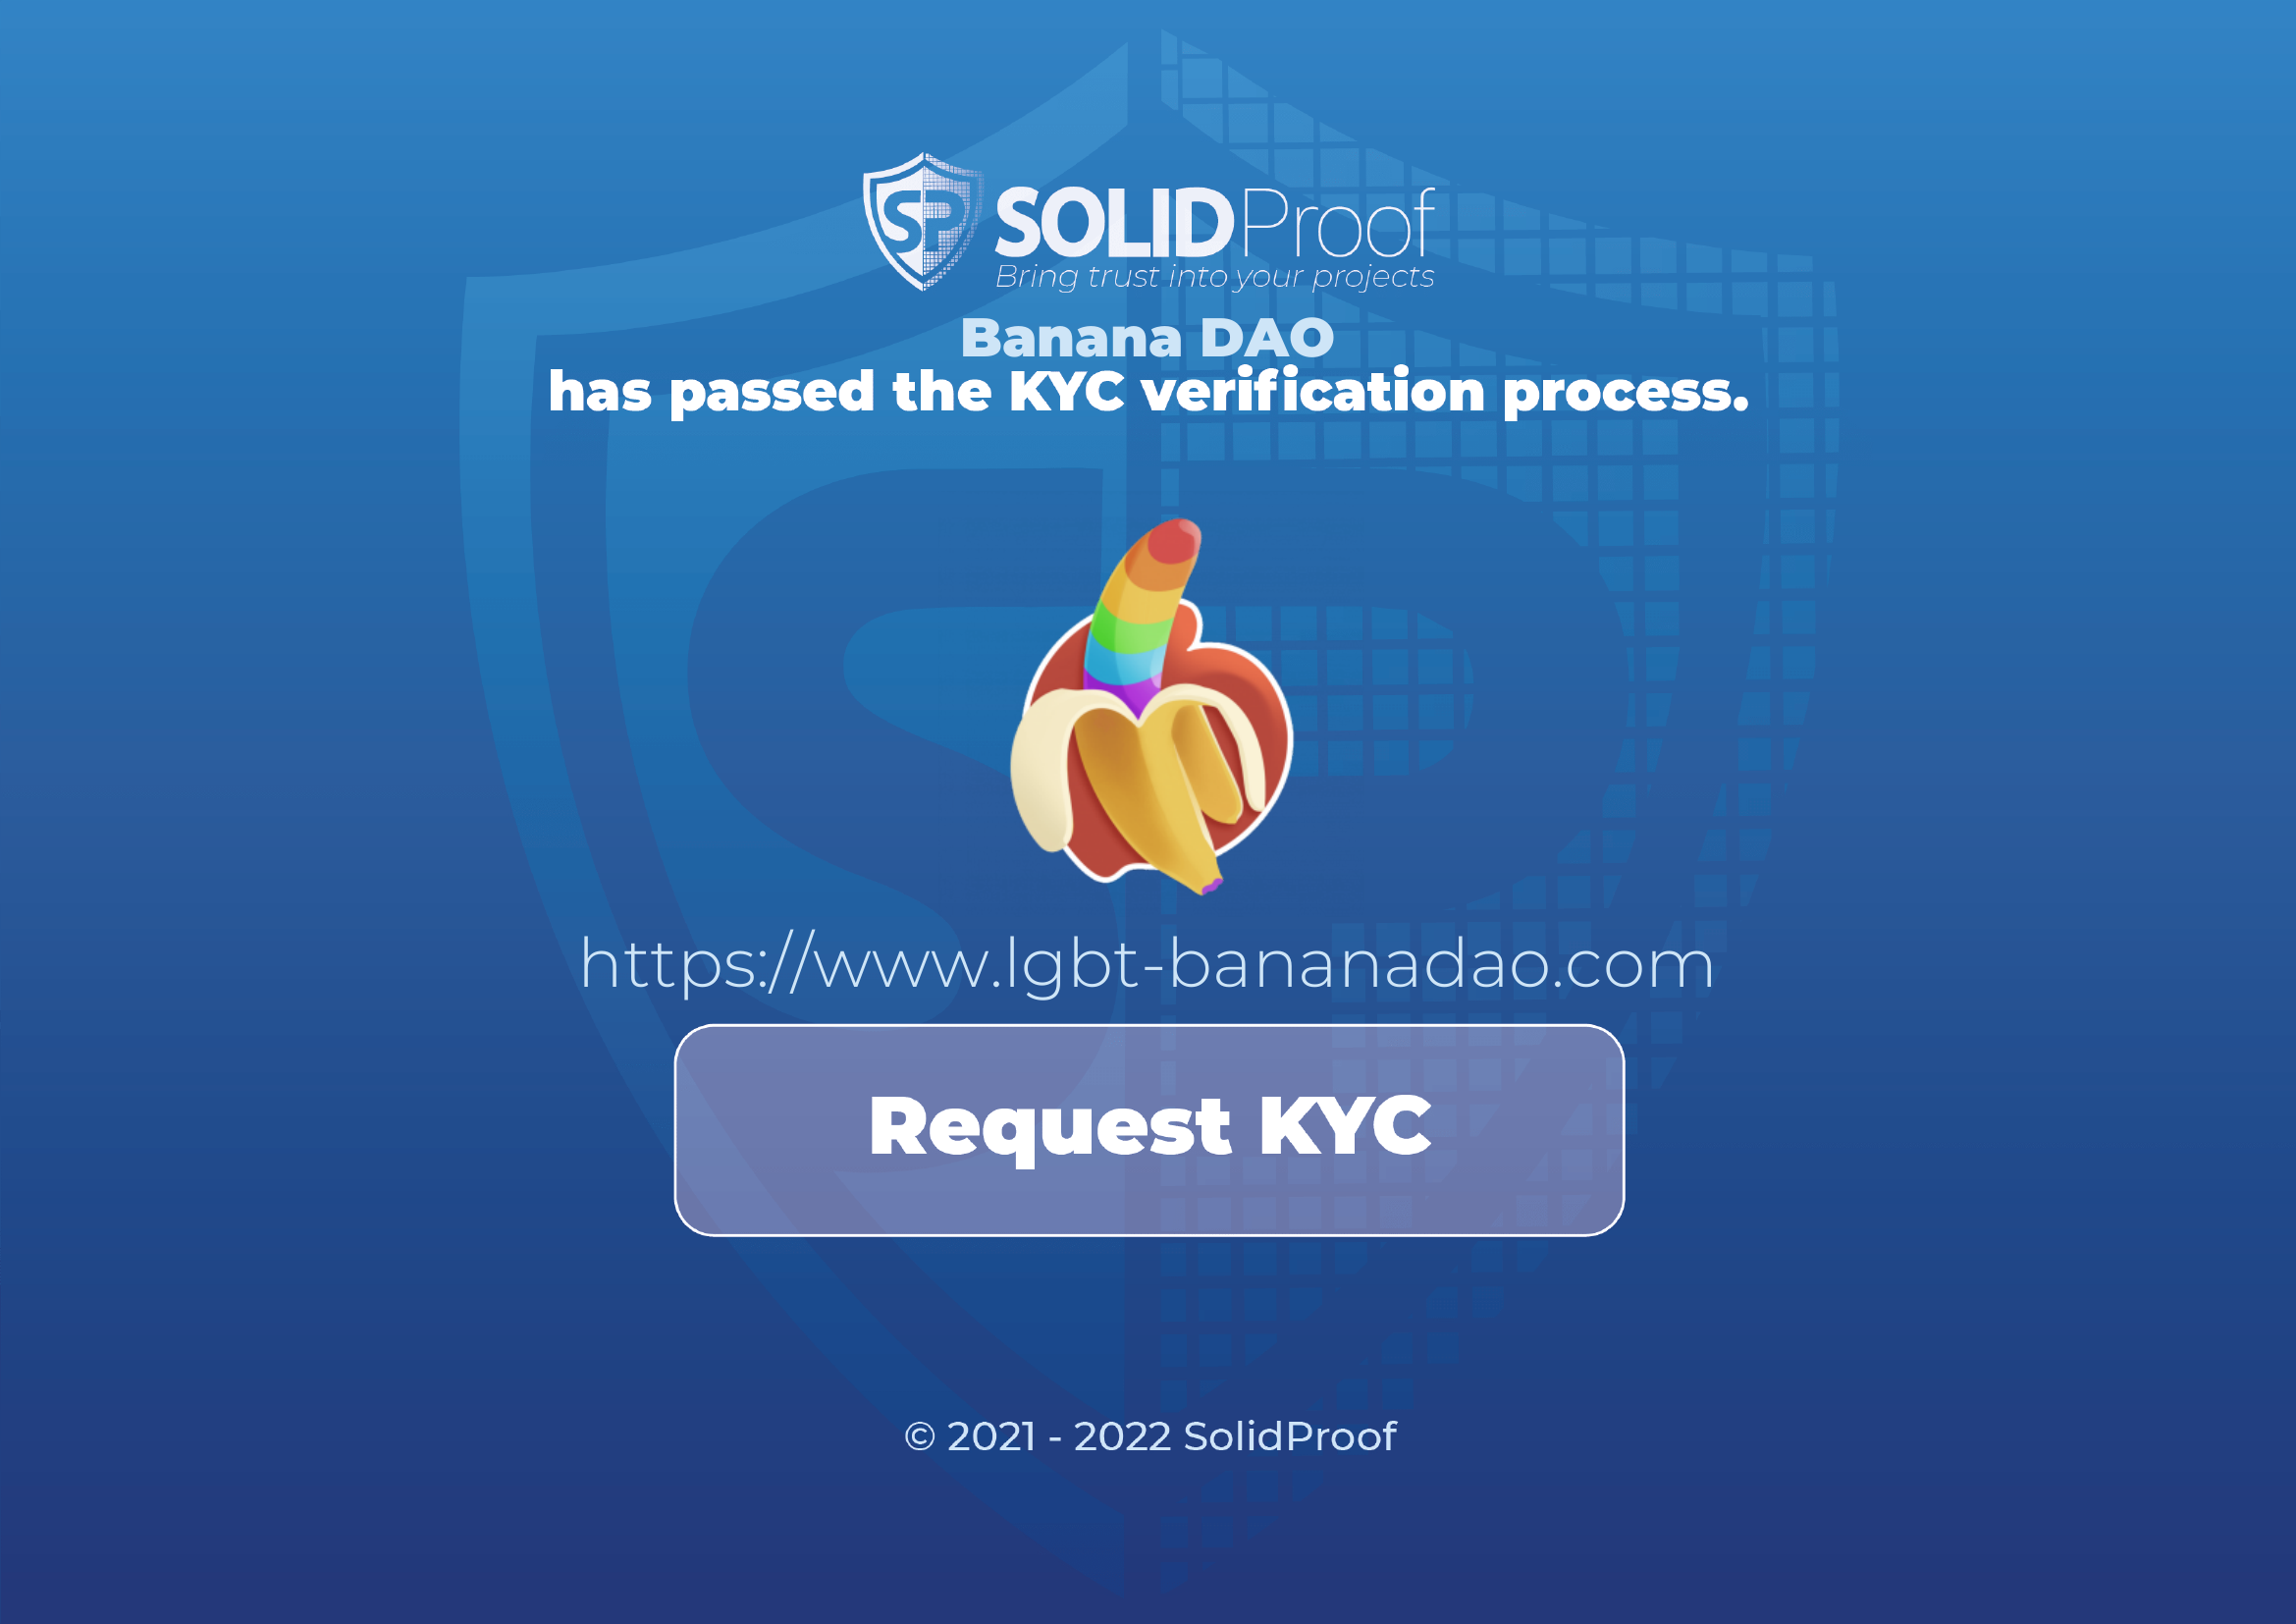 SP SOLIDProof
Bring trust into your projects
Banana DAO
has passed the KYC verification process.
https://www.lgbt-bananadao.com
Request KYC
© 2021 - 2022 SolidProof